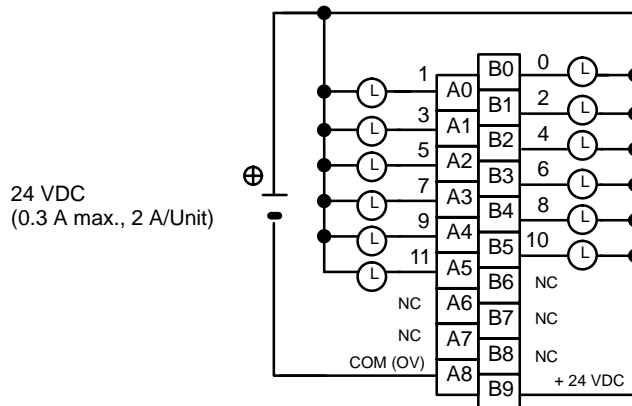 B0 0 L
1 L A0
B1 2 L
3 L A1
B2 4 L
5 L A2
B3 6 L
7 L A3
B4 8 L
9 L A4
B5 10 L
11 L A5
B6 NC
NC A6
B7 NC
NC A7
B8 NC
COM (OV) A8
B9 + 24 VDC
24 VDC
(0.3 A max., 2 A/Unit)